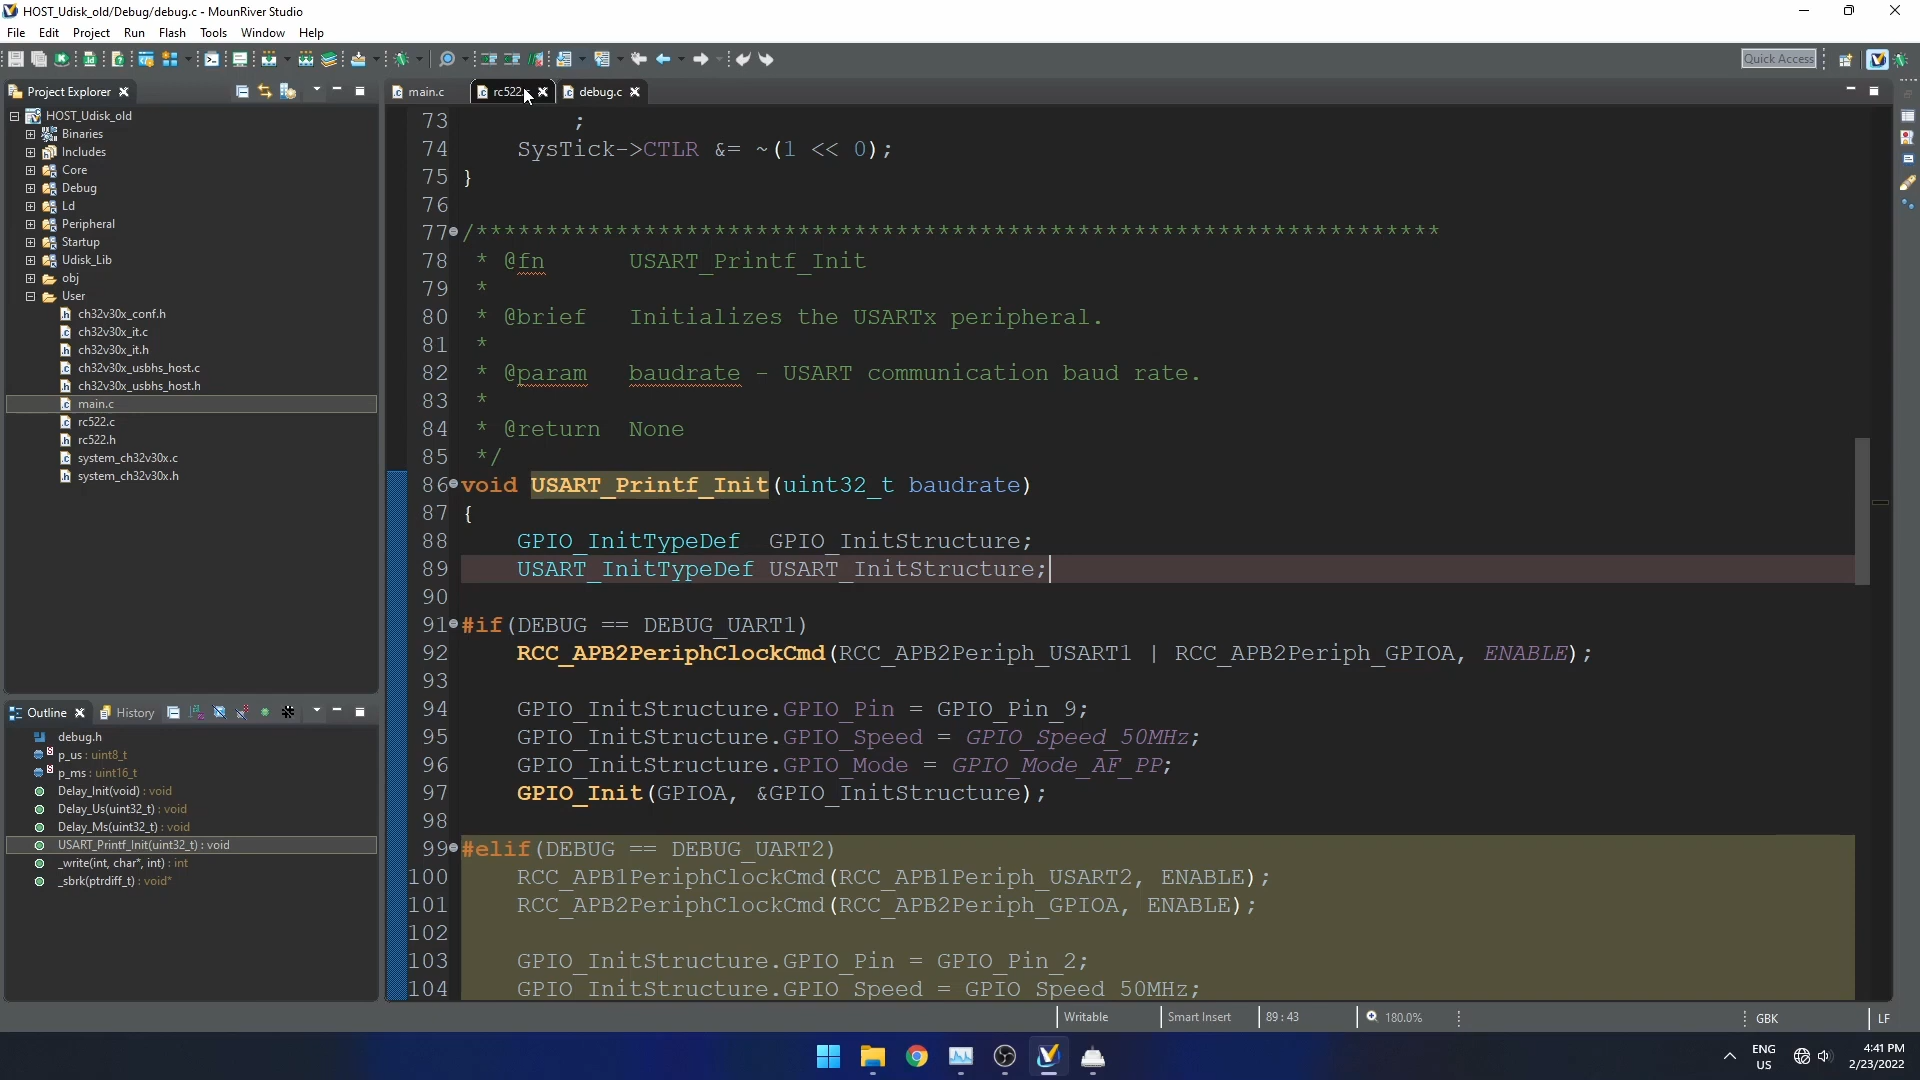 HOST_Udisk_old/Debug/debug.c - MounRiver Studio
File Edit Project Run Flash Tools Window Help
Quick Access
Project Explorer
HOST_Udisk_old
Binaries
Includes
Core
Debug
Ld
Peripheral
Startup
Udisk_Lib
obj
User
ch32v30x_conf.h
ch32v30x_it.c
ch32v30x_it.h
ch32v30x_usbhs_host.c
ch32v30x_usbhs_host.h
main.c
rc522.c
rc522.h
system_ch32v30x.c
system_ch32v30x.h
Outline History
debug.h
p_us : uint8_t
p_ms : uint16_t
Delay_Init(void) : void
Delay_Us(uint32_t) : void
Delay_Ms(uint32_t) : void
USART_Printf_Init(uint32_t) : void
_write(int, char*, int) : int
_sbrk(ptrdiff_t) : void*
main.c rc522 debug.c
73 ;
74 SysTick->CTLR &= ~(1 << 0);
75 }
76
77 /*********************************************************************
78 * @fn USART_Printf_Init
79 *
80 * @brief Initializes the USARTx peripheral.
81 *
82 * @param baudrate - USART communication baud rate.
83 *
84 * @return None
85 */
86 void USART_Printf_Init(uint32_t baudrate)
87 {
88 GPIO_InitTypeDef GPIO_InitStructure;
89 USART_InitTypeDef USART_InitStructure;
90
91 #if(DEBUG == DEBUG_UART1)
92 RCC_APB2PeriphClockCmd(RCC_APB2Periph_USART1 | RCC_APB2Periph_GPIOA, ENABLE);
93
94 GPIO_InitStructure.GPIO_Pin = GPIO_Pin_9;
95 GPIO_InitStructure.GPIO_Speed = GPIO_Speed_50MHz;
96 GPIO_InitStructure.GPIO_Mode = GPIO_Mode_AF_PP;
97 GPIO_Init(GPIOA, &GPIO_InitStructure);
98
99 #elif(DEBUG == DEBUG_UART2)
100 RCC_APB1PeriphClockCmd(RCC_APB1Periph_USART2, ENABLE);
101 RCC_APB2PeriphClockCmd(RCC_APB2Periph_GPIOA, ENABLE);
102
103 GPIO_InitStructure.GPIO_Pin = GPIO_Pin_2;
104 GPIO_InitStructure.GPIO_Speed = GPIO_Speed_50MHz;
Writable Smart Insert 89 : 43 180.0% GBK LF
ENG
US
4:41 PM
2/23/2022